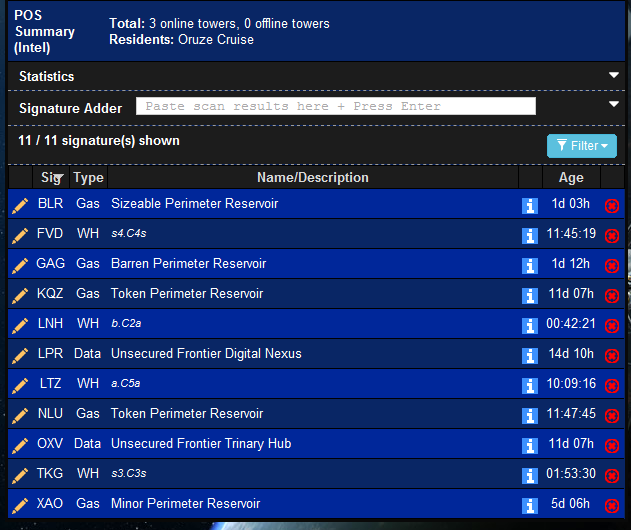 POS Summary (Intel)
Total: 3 online towers, 0 offline towers
Residents: Oruze Cruise
Statistics
Signature Adder Paste scan results here + Press Enter
11 / 11 signature(s) shown Filter
Sig Type Name/Description Age
BLR Gas Sizeable Perimeter Reservoir 1d 03h
FVD WH s4.C4s 11:45:19
GAG Gas Barren Perimeter Reservoir 1d 12h
KQZ Gas Token Perimeter Reservoir 11d 07h
LNH WH b.C2a 00:42:21
LPR Data Unsecured Frontier Digital Nexus 14d 10h
LTZ WH a.C5a 10:09:16
NLU Gas Token Perimeter Reservoir 11:47:45
OXV Data Unsecured Frontier Trinary Hub 11d 07h
TKG WH s3.C3s 01:53:30
XAO Gas Minor Perimeter Reservoir 5d 06h